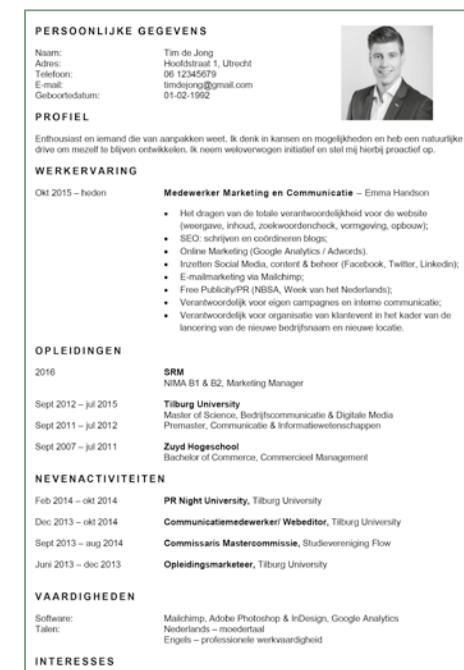 PERSOONLIJKE GEGEVENS
Naam: Tim de Jong
Adres: Hoofdstraat 1, Utrecht
Telefoon: 06 12345679
E-mail: timdejong@gmail.com
Geboortedatum: 01-02-1992
PROFIEL
Enthousiast en iemand die van aanpakken weet. Ik denk in kansen en mogelijkheden en heb een natuurlijke
drive om mezelf te blijven ontwikkelen. Ik neem weloverwogen initiatief en stel mij hierbij proactief op.
WERKERVARING
Okt 2015 – heden Medewerker Marketing en Communicatie – Emma Handson
• Het dragen van de totale verantwoordelijkheid voor de website
(weergave, inhoud, zoekwoordencheck, vormgeving, opbouw);
• SEO: schrijven en coördineren blogs;
• Online Marketing (Google Analytics / Adwords).
• Inzetten Social Media, content & beheer (Facebook, Twitter, Linkedin);
• E-mailmarketing via Mailchimp;
• Free Publicity/PR (NBSA, Week van het Nederlands);
• Verantwoordelijk voor eigen campagnes en interne communicatie;
• Verantwoordelijk voor organisatie van klantevent in het kader van de
lancering van de nieuwe bedrijfsnaam en nieuwe locatie.
OPLEIDINGEN
2016 SRM
NIMA B1 & B2, Marketing Manager
Sept 2012 – jul 2015 Tilburg University
Master of Science, Bedrijfscommunicatie & Digitale Media
Sept 2011 – jul 2012 Premaster, Communicatie & Informatiewetenschappen
Sept 2007 – jul 2011 Zuyd Hogeschool
Bachelor of Commerce, Commercieel Management
NEVENACTIVITEITEN
Feb 2014 – okt 2014 PR Night University, Tilburg University
Dec 2013 – okt 2014 Communicatiemedewerker/ Webeditor, Tilburg University
Sept 2013 – aug 2014 Commissaris Mastercommissie, Studievereniging Flow
Juni 2013 – dec 2013 Opleidingsmarketeer, Tilburg University
VAARDIGHEDEN
Software: Mailchimp, Adobe Photoshop & InDesign, Google Analytics
Talen: Nederlands – moedertaal
Engels – professionele werkvaardigheid
INTERESSES